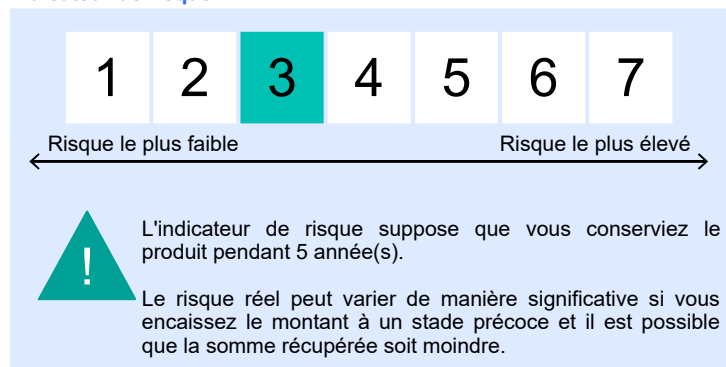 1 2 3 4 5 6 7
Risque le plus faible Risque le plus élevé
L'indicateur de risque suppose que vous conserviez le
produit pendant 5 année(s).
!
Le risque réel peut varier de manière significative si vous
encaissez le montant à un stade précoce et il est possible
que la somme récupérée soit moindre.